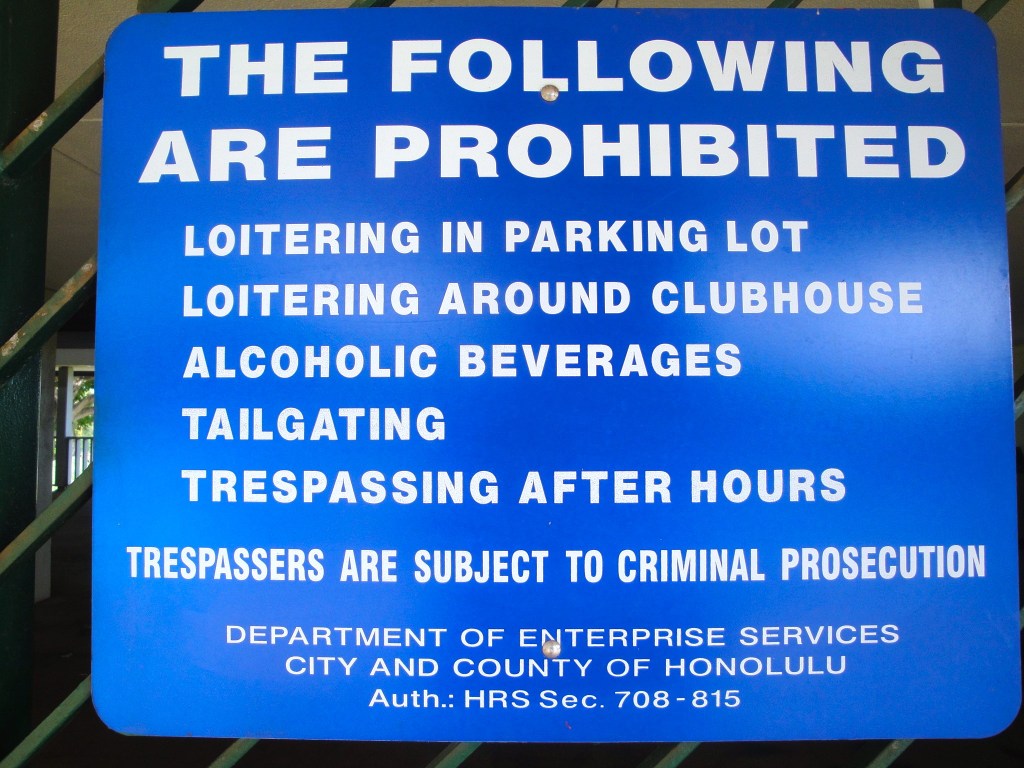 THE FOLLOWING
ARE PROHIBITED
LOITERING IN PARKING LOT
LOITERING AROUND CLUBHOUSE
ALCOHOLIC BEVERAGES
TAILGATING
TRESPASSING AFTER HOURS
TRESPASSERS ARE SUBJECT TO CRIMINAL PROSECUTION
DEPARTMENT OF ENTERPRISE SERVICES
CITY AND COUNTY OF HONOLULU
Auth.: HRS Sec. 708-815